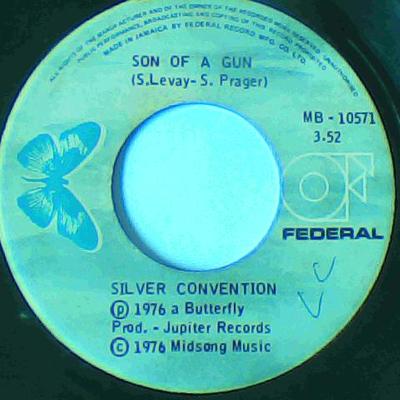 ALL RIGHTS OF THE MANUFACTURER AND OF THE OWNER OF THE RECORDED WORK RESERVED UNAUTHORISED
PUBLIC PERFORMANCE, BROADCASTING AND COPYING OF THIS RECORD PROHIBITED
MADE IN JAMAICA BY FEDERAL RECORD MFG. CO. LTD.
SON OF A GUN
(S.Levay- S. Prager)
MB - 10571
3.52
FEDERAL
SILVER CONVENTION
Ⓟ 1976 a Butterfly
Prod. - Jupiter Records
© 1976 Midsong Music